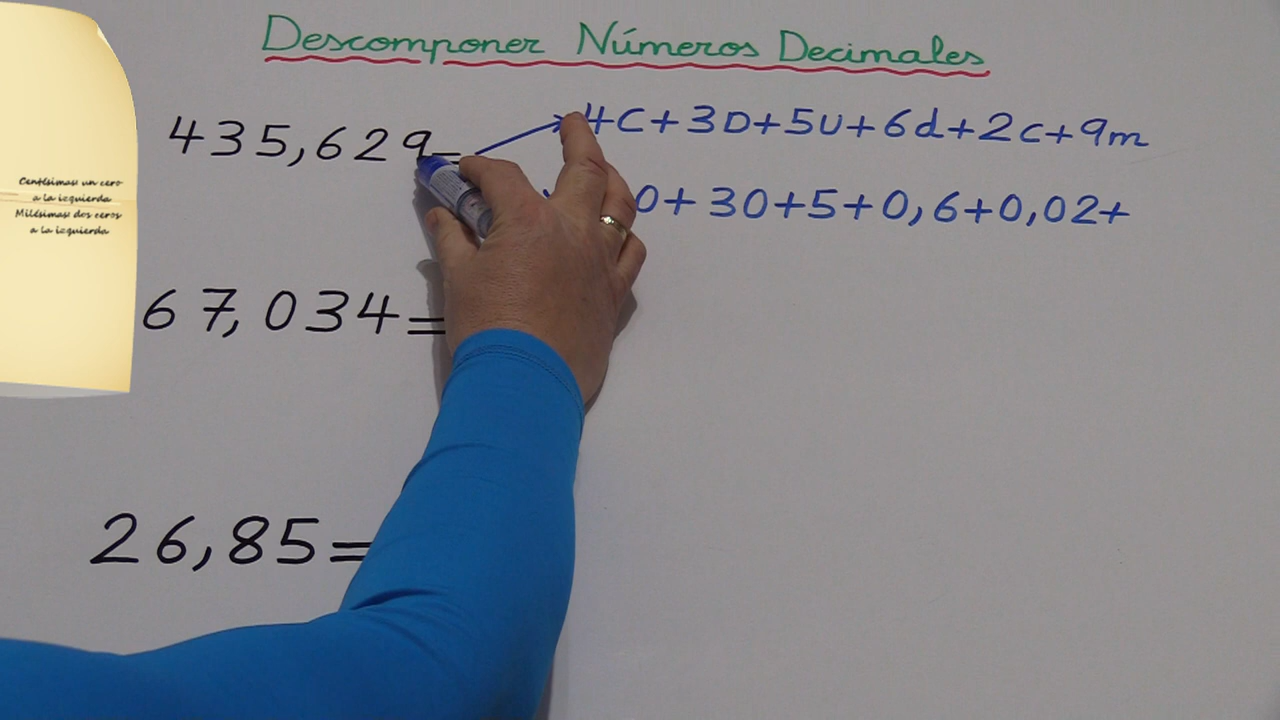 Descomponer Números Decimales
435,629=
4C+3D+5U+6d+2c+9m
0+30+5+0,6+0,02+
Centésimas un cero
a la izquierda
Milésimas dos ceros
a la izquierda
67,034=
26,85=